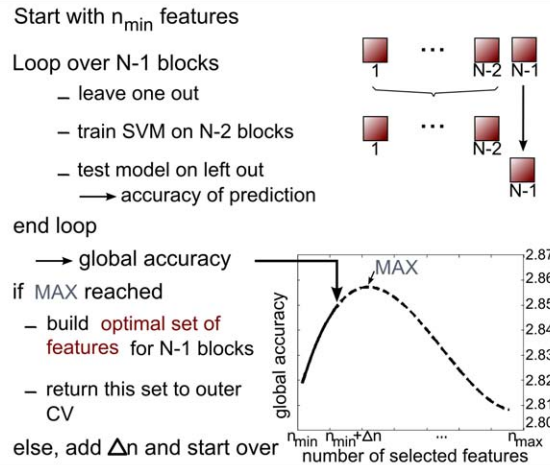 Start with nmin features
Loop over N-1 blocks
– leave one out
– train SVM on N-2 blocks
– test model on left out
accuracy of prediction
end loop
global accuracy
if MAX reached
– build optimal set of
features for N-1 blocks
– return this set to outer
CV
else, add Δn and start over
...
1 N-2 N-1
...
1 N-2
N-1
MAX
global accuracy
2.87
2.86
2.85
2.84
2.83
2.82
2.81
2.80
nmin nmin+Δn ... nmax
number of selected features